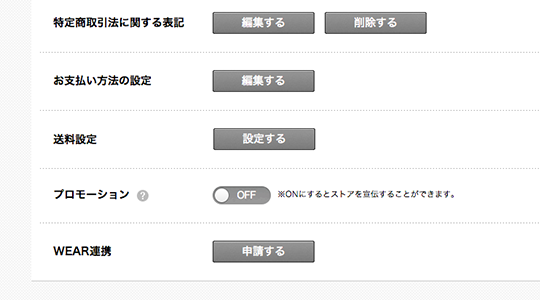 特定商取引法に関する表記 編集する 削除する
お支払い方法の設定 編集する
送料設定 設定する
プロモーション ? OFF ※ONにするとストアを宣伝することができます。
WEAR連携 申請する